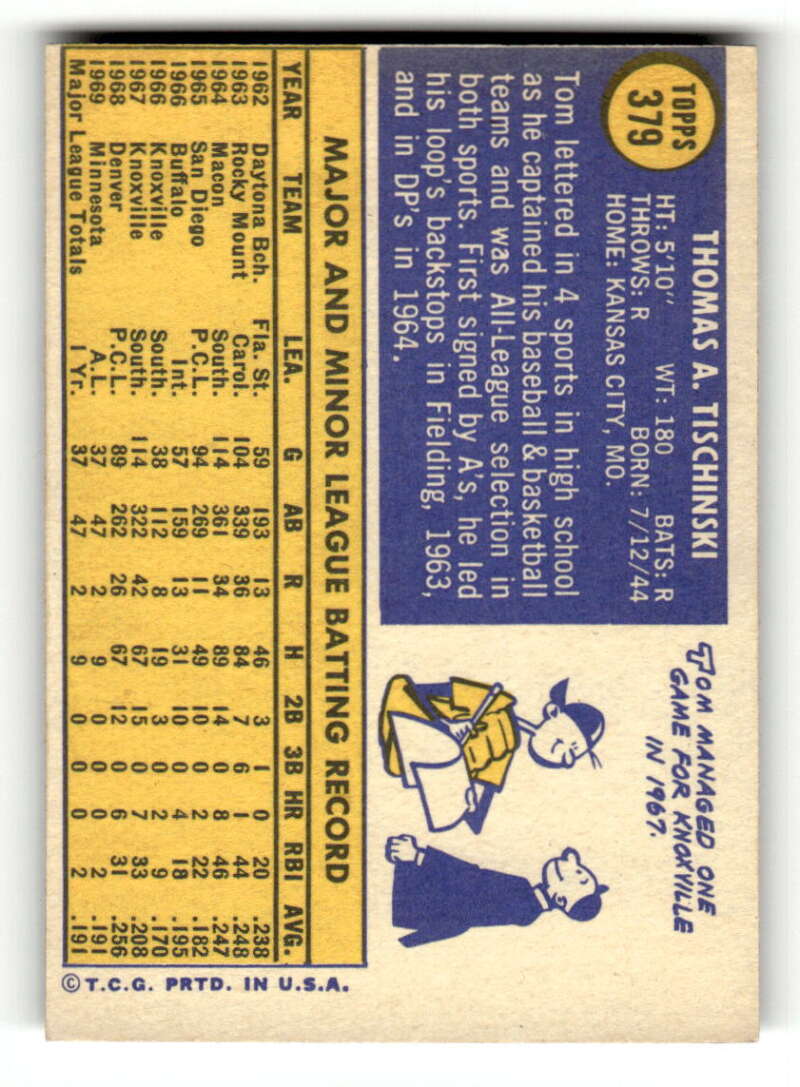 TOPPS
379
THOMAS A. TISCHINSKI
HT: 5'10" WT: 180 BATS: R
THROWS: R BORN: 7/12/44
HOME: KANSAS CITY, MO.
Tom lettered in 4 sports in high school
as he captained his baseball & basketball
teams and was All-League selection in
both sports. First signed by A's, he led
his loop's backstops in Fielding, 1963,
and in DP's in 1964.
TOM MANAGED ONE
GAME FOR KNOXVILLE
IN 1967.
MAJOR AND MINOR LEAGUE BATTING RECORD
YEAR TEAM LEA. G AB R H 2B 3B HR RBI AVG.
1962 Daytona Bch. Fla. St. 59 193 13 46 3 1 0 20 .238
1963 Rocky Mount Carol. 104 339 36 84 7 6 1 44 .248
1964 Macon South. 114 361 34 89 14 0 8 46 .247
1965 San Diego P.C.L. 94 269 11 49 10 0 2 22 .182
1966 Buffalo Int. 57 159 13 31 10 0 4 18 .195
1966 Knoxville South. 38 112 8 19 3 0 2 9 .170
1967 Knoxville South. 114 322 42 67 15 0 7 33 .208
1968 Denver P.C.L. 89 262 26 67 12 0 6 31 .256
1969 Minnesota A.L. 37 47 2 9 0 0 0 2 .191
Major League Totals 1 Yr. 37 47 2 9 0 0 0 2 .191
© T.C.G. PRTD. IN U.S.A.